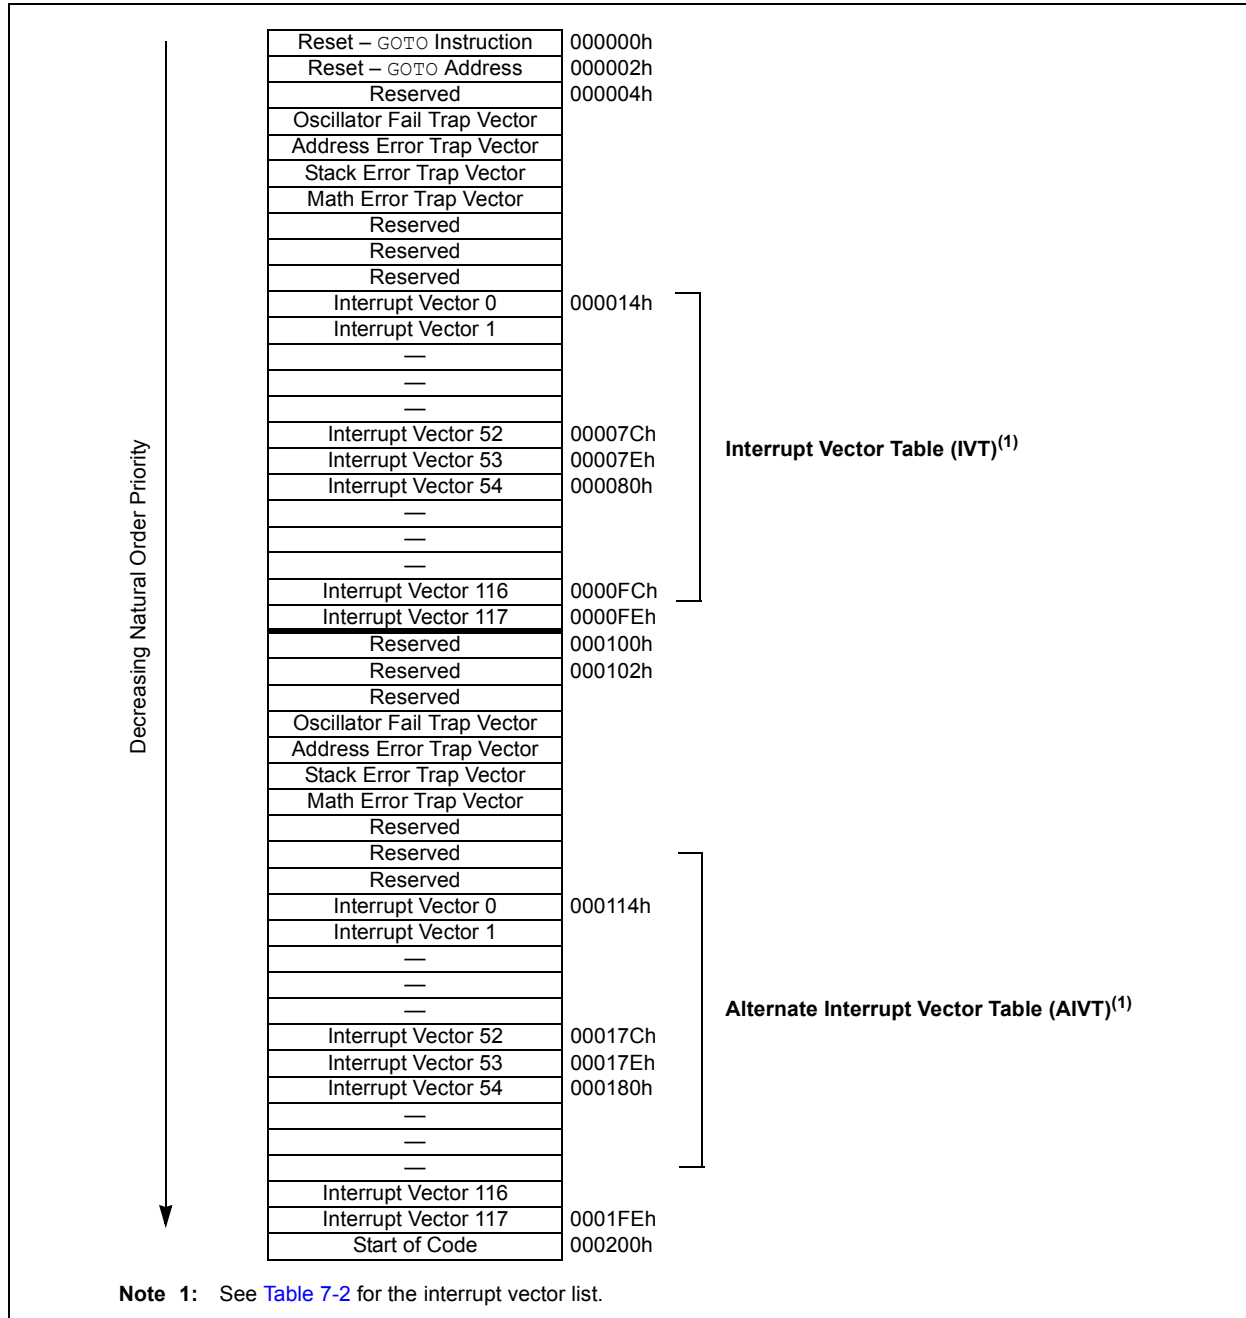 Reset – GOTO Instruction 000000h
Reset – GOTO Address 000002h
Reserved 000004h
Oscillator Fail Trap Vector
Address Error Trap Vector
Stack Error Trap Vector
Math Error Trap Vector
Reserved
Reserved
Reserved
Interrupt Vector 0 000014h
Interrupt Vector 1
—
—
—
Interrupt Vector 52 00007Ch
Interrupt Vector 53 00007Eh
Interrupt Vector 54 000080h
—
—
—
Interrupt Vector 116 0000FCh
Interrupt Vector 117 0000FEh
Interrupt Vector Table (IVT)(1)
Decreasing Natural Order Priority
Reserved 000100h
Reserved 000102h
Reserved
Oscillator Fail Trap Vector
Address Error Trap Vector
Stack Error Trap Vector
Math Error Trap Vector
Reserved
Reserved
Reserved
Interrupt Vector 0 000114h
Interrupt Vector 1
—
—
—
Interrupt Vector 52 00017Ch
Interrupt Vector 53 00017Eh
Interrupt Vector 54 000180h
—
—
—
Interrupt Vector 116
Interrupt Vector 117 0001FEh
Start of Code 000200h
Alternate Interrupt Vector Table (AIVT)(1)
Note 1: See Table 7-2 for the interrupt vector list.